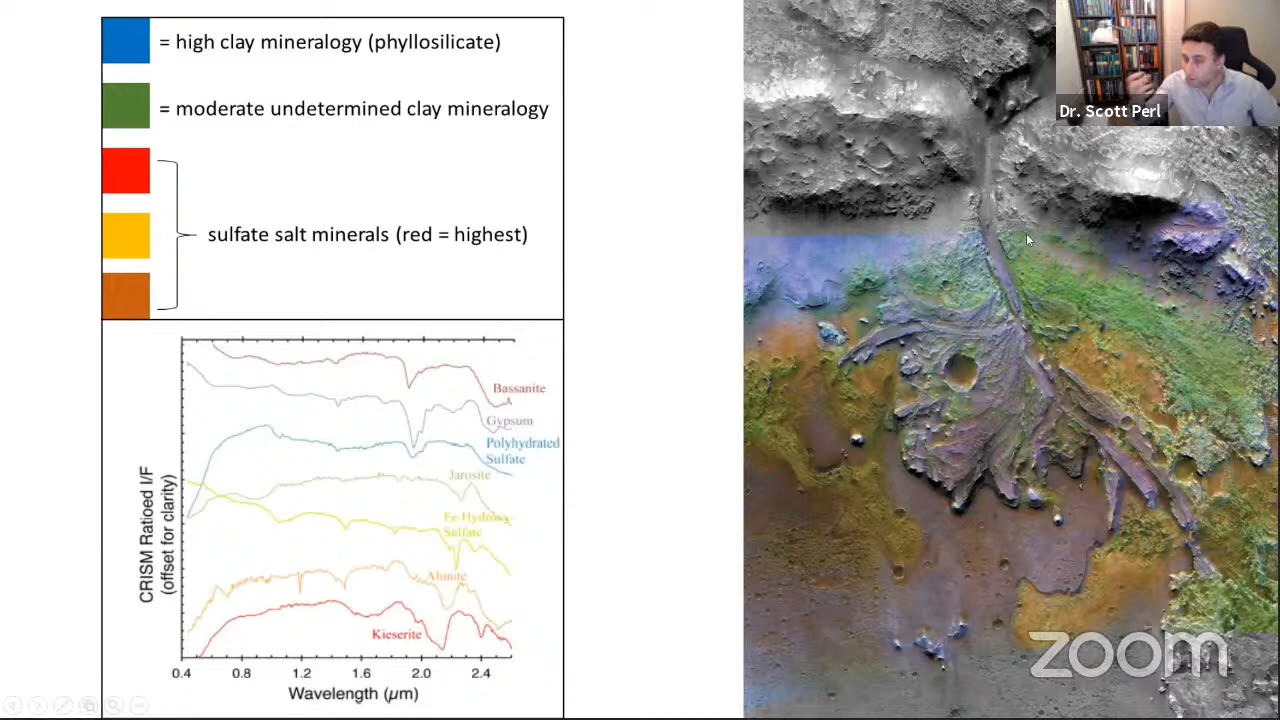 = high clay mineralogy (phyllosilicate)
= moderate undetermined clay mineralogy
sulfate salt minerals (red = highest)
CRISM Ratioed I/F
(offset for clarity)
Bassanite
Gypsum
Polyhydrated
Sulfate
Jarosite
Fe-Hydroxy-
Sulfate
Alunite
Kieserite
0.4 0.8 1.2 1.6 2.0 2.4
Wavelength (μm)
Dr. Scott Perl
zoom